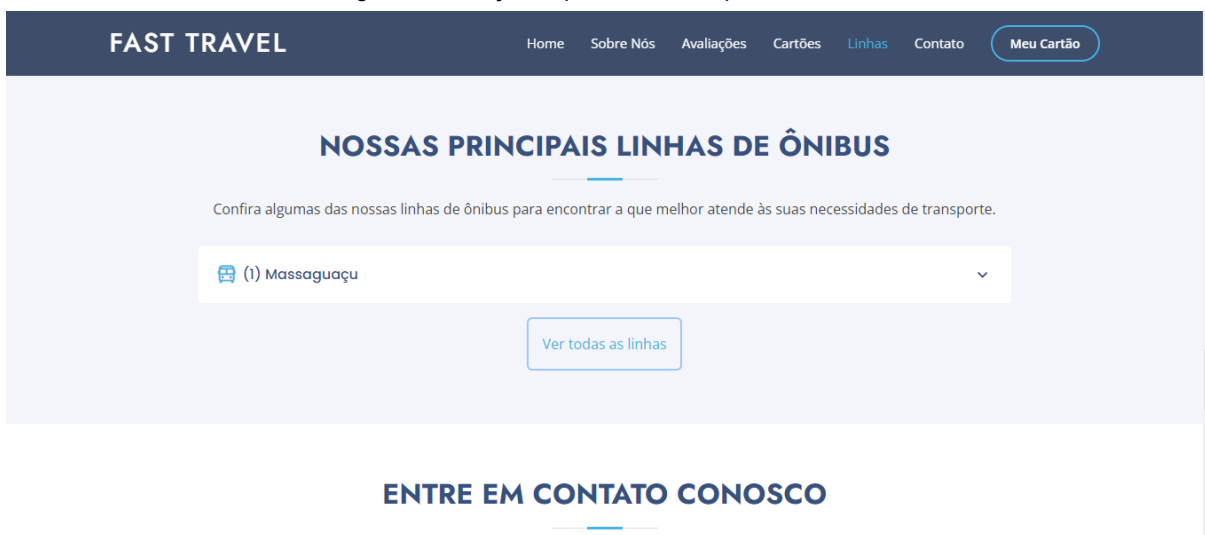 FAST TRAVEL
Home Sobre Nós Avaliações Cartões Linhas Contato Meu Cartão
NOSSAS PRINCIPAIS LINHAS DE ÔNIBUS
Confira algumas das nossas linhas de ônibus para encontrar a que melhor atende às suas necessidades de transporte.
(1) Massaguaçu
Ver todas as linhas
ENTRE EM CONTATO CONOSCO